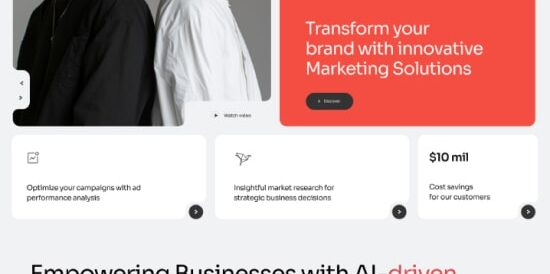 Transform your
brand with innovative
Marketing Solutions
Discover
Watch video
Optimize your campaigns with ad
performance analysis
Insightful market research for
strategic business decisions
$10 mil
Cost savings
for our customers
Empowering Businesses with AI-driven